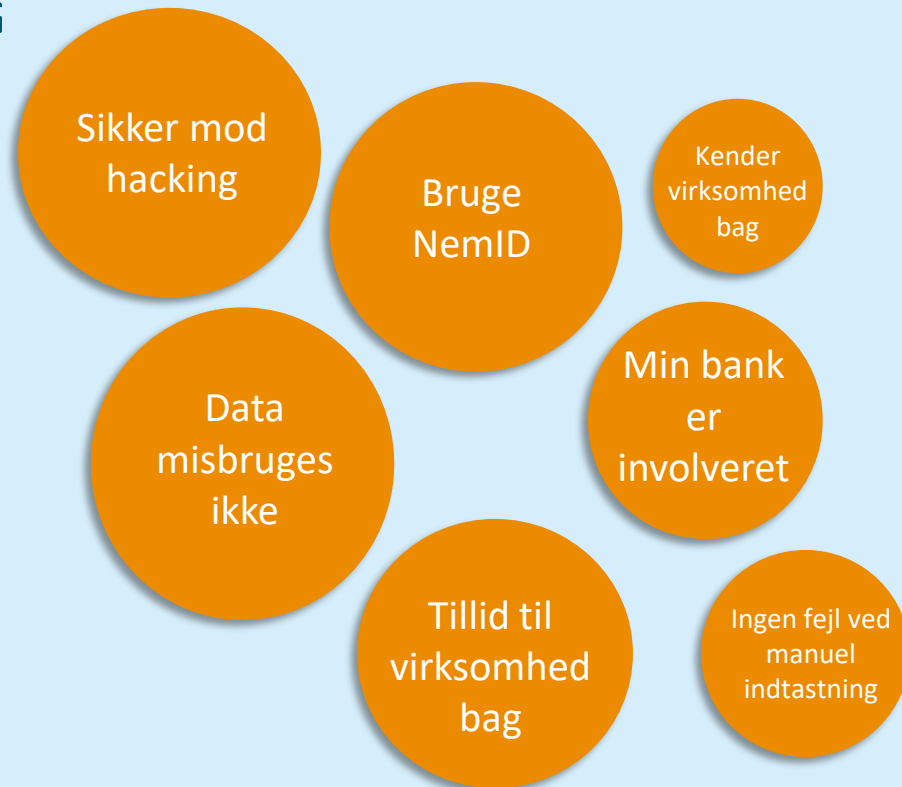 Sikker mod
hacking
Bruge
NemID
Kender
virksomhed
bag
Data
misbruges
ikke
Min bank
er
involveret
Tillid til
virksomhed
bag
Ingen fejl ved
manuel
indtastning